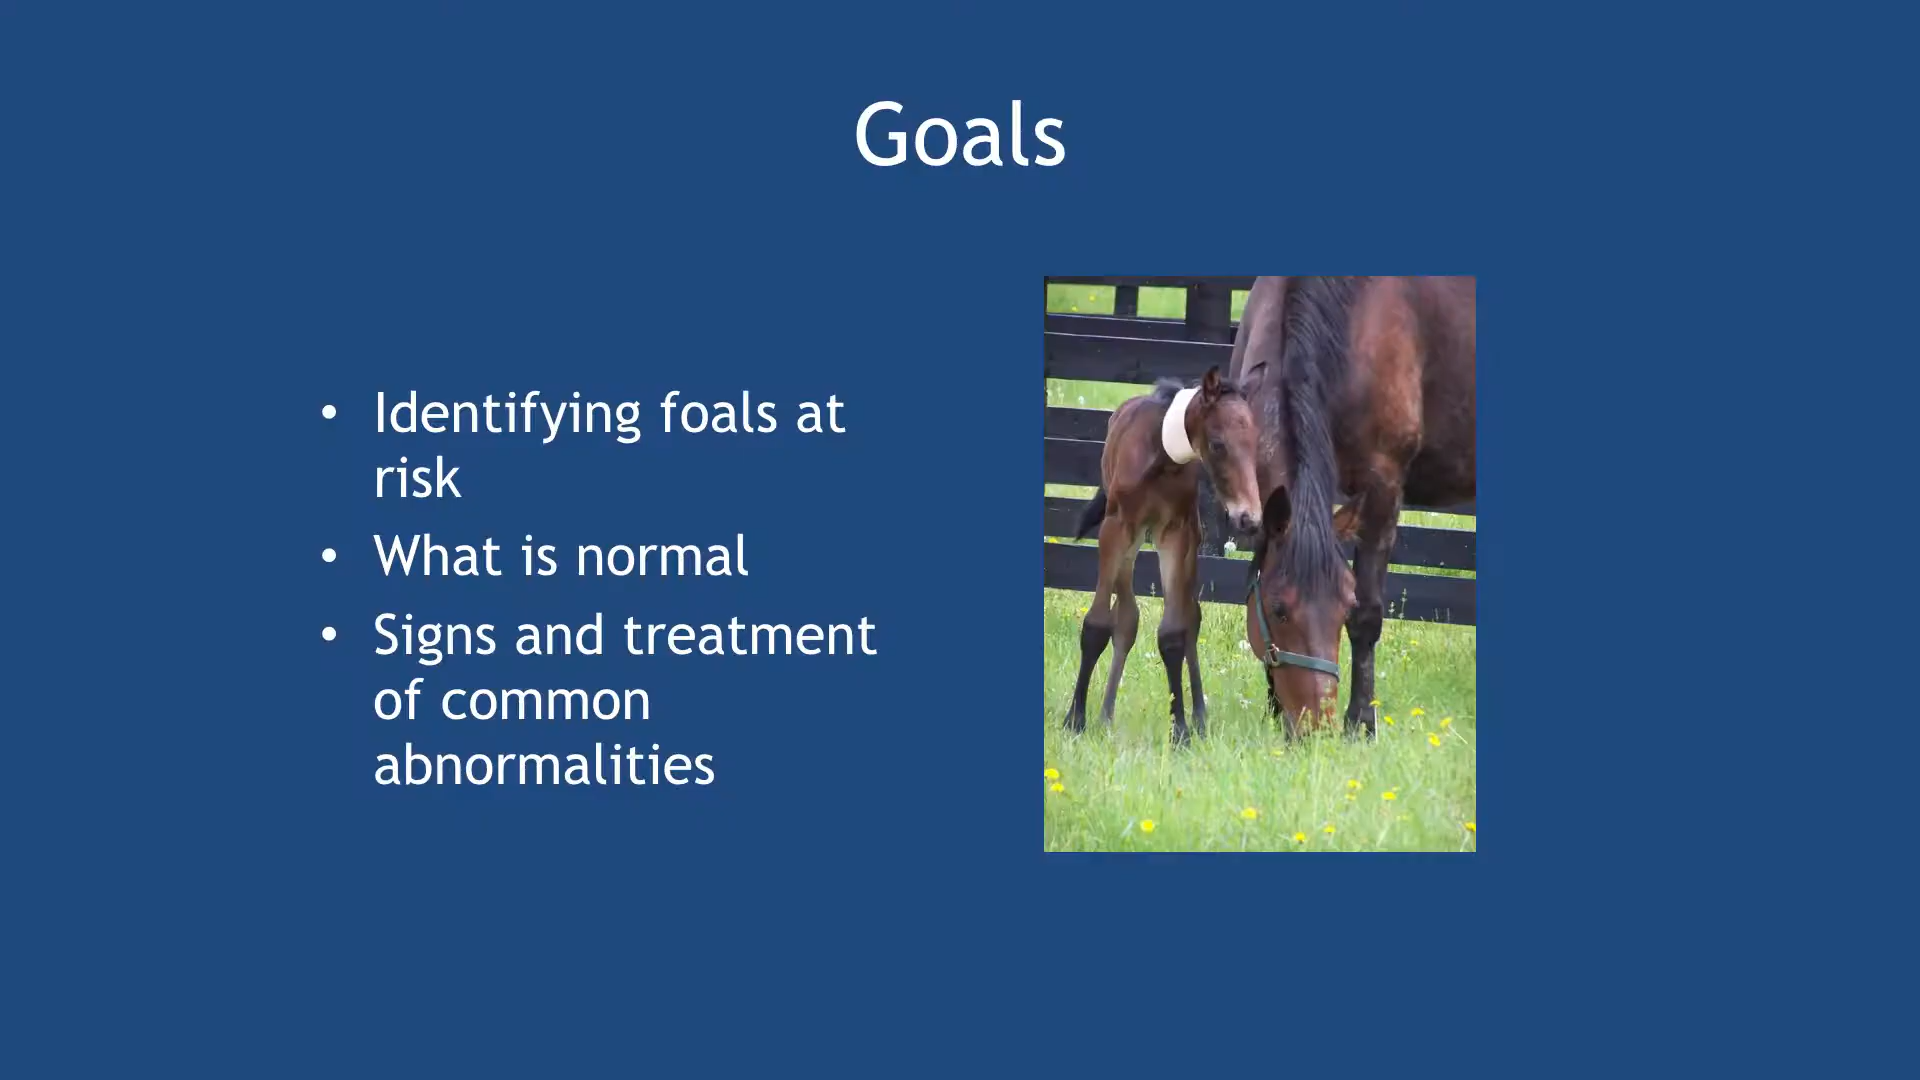 Goals
• Identifying foals at
risk
• What is normal
• Signs and treatment
of common
abnormalities